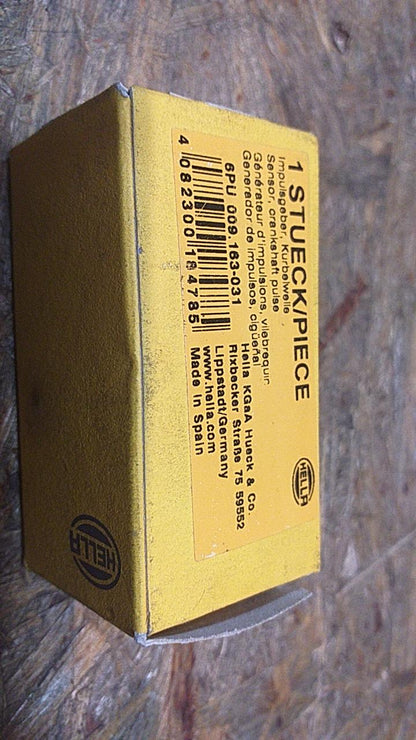 1 STUECK/PIECE
Impulsgeber, Kurbelwelle
Sensor, crankshaft pulse
Générateur d'impulsions, vilebrequin
Generador de impulsos, cigüeñal
6PU 009 163-031
4 082300 184785
Hella KGaA Hueck & Co.
Rixbecker Straße 75 59552
Lippstadt/Germany
www.hella.com
Made in Spain
HELLA
HELLA